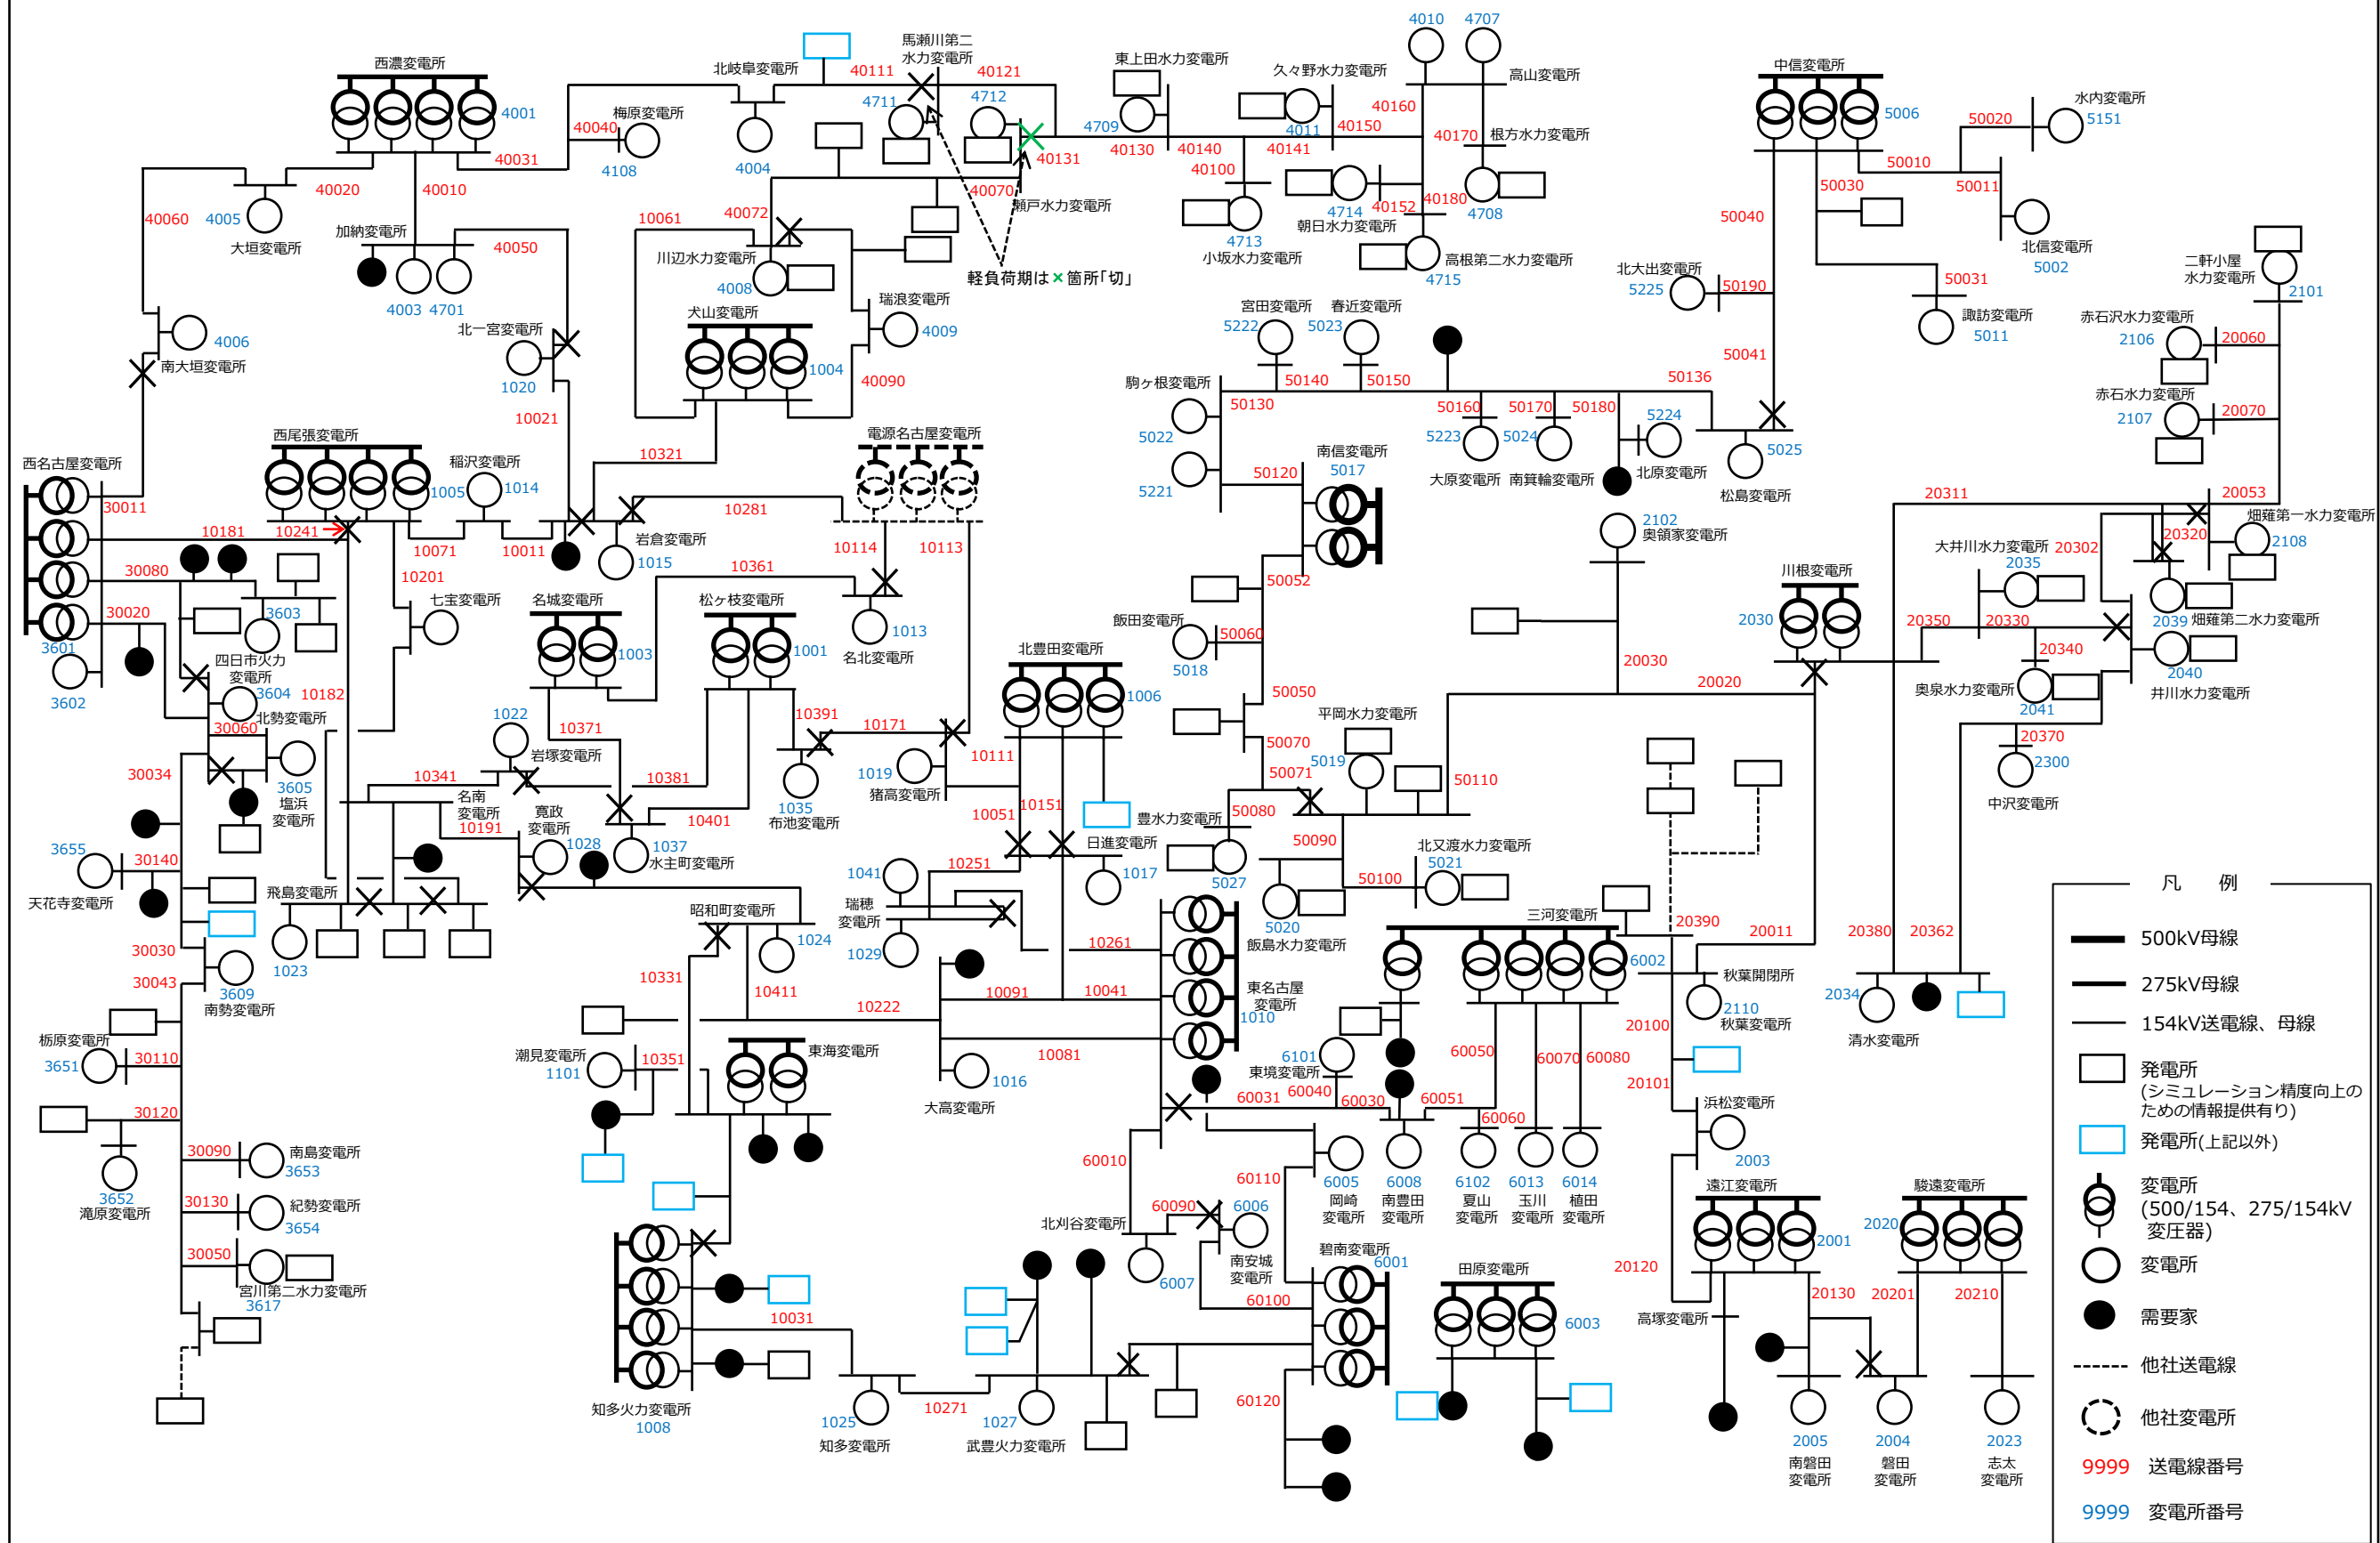 西濃変電所
4001
40031
40020
40010
40060
4005
大垣変電所
加納変電所
4003
4701
40050
4006
南大垣変電所
北一宮変電所
1020
10021
40040
梅原変電所
4108
北岐阜変電所
4004
40111
馬瀬川第二
水力変電所
4711
40121
4712
40131
40070
瀬戸水力変電所
40072
10061
川辺水力変電所
4008
軽負荷期は×箇所「切」
瑞浪変電所
4009
40090
犬山変電所
1004
東上田水力変電所
4709
40130
40140
40100
4713
小坂水力変電所
久々野水力変電所
4011
40141
40150
40160
4010
4707
高山変電所
40170
根方水力変電所
4708
40180
40152
4714
朝日水力変電所
4715
高根第二水力変電所
中信変電所
5006
50020
水内変電所
5151
50010
50011
北信変電所
5002
50030
50031
諏訪変電所
5011
50040
50041
北大出変電所
5225
50190
二軒小屋
水力変電所
2101
赤石沢水力変電所
2106
20060
赤石水力変電所
2107
20070
宮田変電所
5222
春近変電所
5023
駒ヶ根変電所
5022
5221
50130
50140
50150
50160
50170
50180
50136
5223
大原変電所
5024
南箕輪変電所
5224
北原変電所
5025
松島変電所
50120
南信変電所
5017
西名古屋変電所
30011
3601
3602
西尾張変電所
1005
10181
10241
10071
10011
10201
稲沢変電所
1014
10321
電源名古屋変電所
10281
岩倉変電所
1015
10114
10113
30080
30020
3603
四日市火力
変電所
3604
北勢変電所
30060
3605
塩浜
変電所
10182
七宝変電所
10361
名城変電所
1003
松ヶ枝変電所
1001
1013
名北変電所
10391
10171
1022
岩塚変電所
10371
10341
10381
10401
1035
布池変電所
1019
猪高変電所
10111
北豊田変電所
1006
10051
10151
日進変電所
1017
50052
飯田変電所
5018
50060
50050
50070
50071
50080
豊水力変電所
5027
平岡水力変電所
5019
50110
50090
50100
北又渡水力変電所
5021
5020
飯島水力変電所
2102
奥領家変電所
20030
20020
川根変電所
2030
20311
20053
20302
20320
畑薙第一水力変電所
2108
大井川水力変電所
2035
20350
20330
20340
2039
畑薙第二水力変電所
2040
井川水力変電所
奥泉水力変電所
2041
20370
2300
中沢変電所
30034
3655
天花寺変電所
30140
30030
30043
3609
南勢変電所
名南
変電所
10191
飛島変電所
1023
寛政
変電所
1028
1037
水主町変電所
1041
瑞穂
変電所
1029
10251
10261
昭和町変電所
1024
10331
10411
10222
10091
10041
10081
東名古屋
変電所
1010
1016
大高変電所
潮見変電所
1101
10351
東海変電所
三河変電所
6002
6101
東境変電所
60031
60040
60030
60050
60051
60060
60070
60080
20390
20011
20380
20362
秋葉開閉所
2110
秋葉変電所
2034
清水変電所
20100
20101
浜松変電所
2003
20120
栃原変電所
3651
30110
30120
3652
滝原変電所
30090
南島変電所
3653
30130
紀勢変電所
3654
30050
宮川第二水力変電所
3617
知多火力変電所
1008
10031
1025
知多変電所
10271
1027
武豊火力変電所
60010
北刈谷変電所
6007
60090
6006
南安城
変電所
60110
60100
60120
碧南変電所
6001
6005
岡崎
変電所
6008
南豊田
変電所
6102
夏山
変電所
6013
玉川
変電所
6014
植田
変電所
田原変電所
6003
遠江変電所
2001
駿遠変電所
2020
高塚変電所
20130
20201
20210
2005
南磐田
変電所
2004
磐田
変電所
2023
志太
変電所
凡　例
500kV母線
275kV母線
154kV送電線、母線
発電所
(シミュレーション精度向上の
ための情報提供有り)
発電所(上記以外)
変電所
(500/154、275/154kV
変圧器)
変電所
需要家
他社送電線
他社変電所
9999 送電線番号
9999 変電所番号